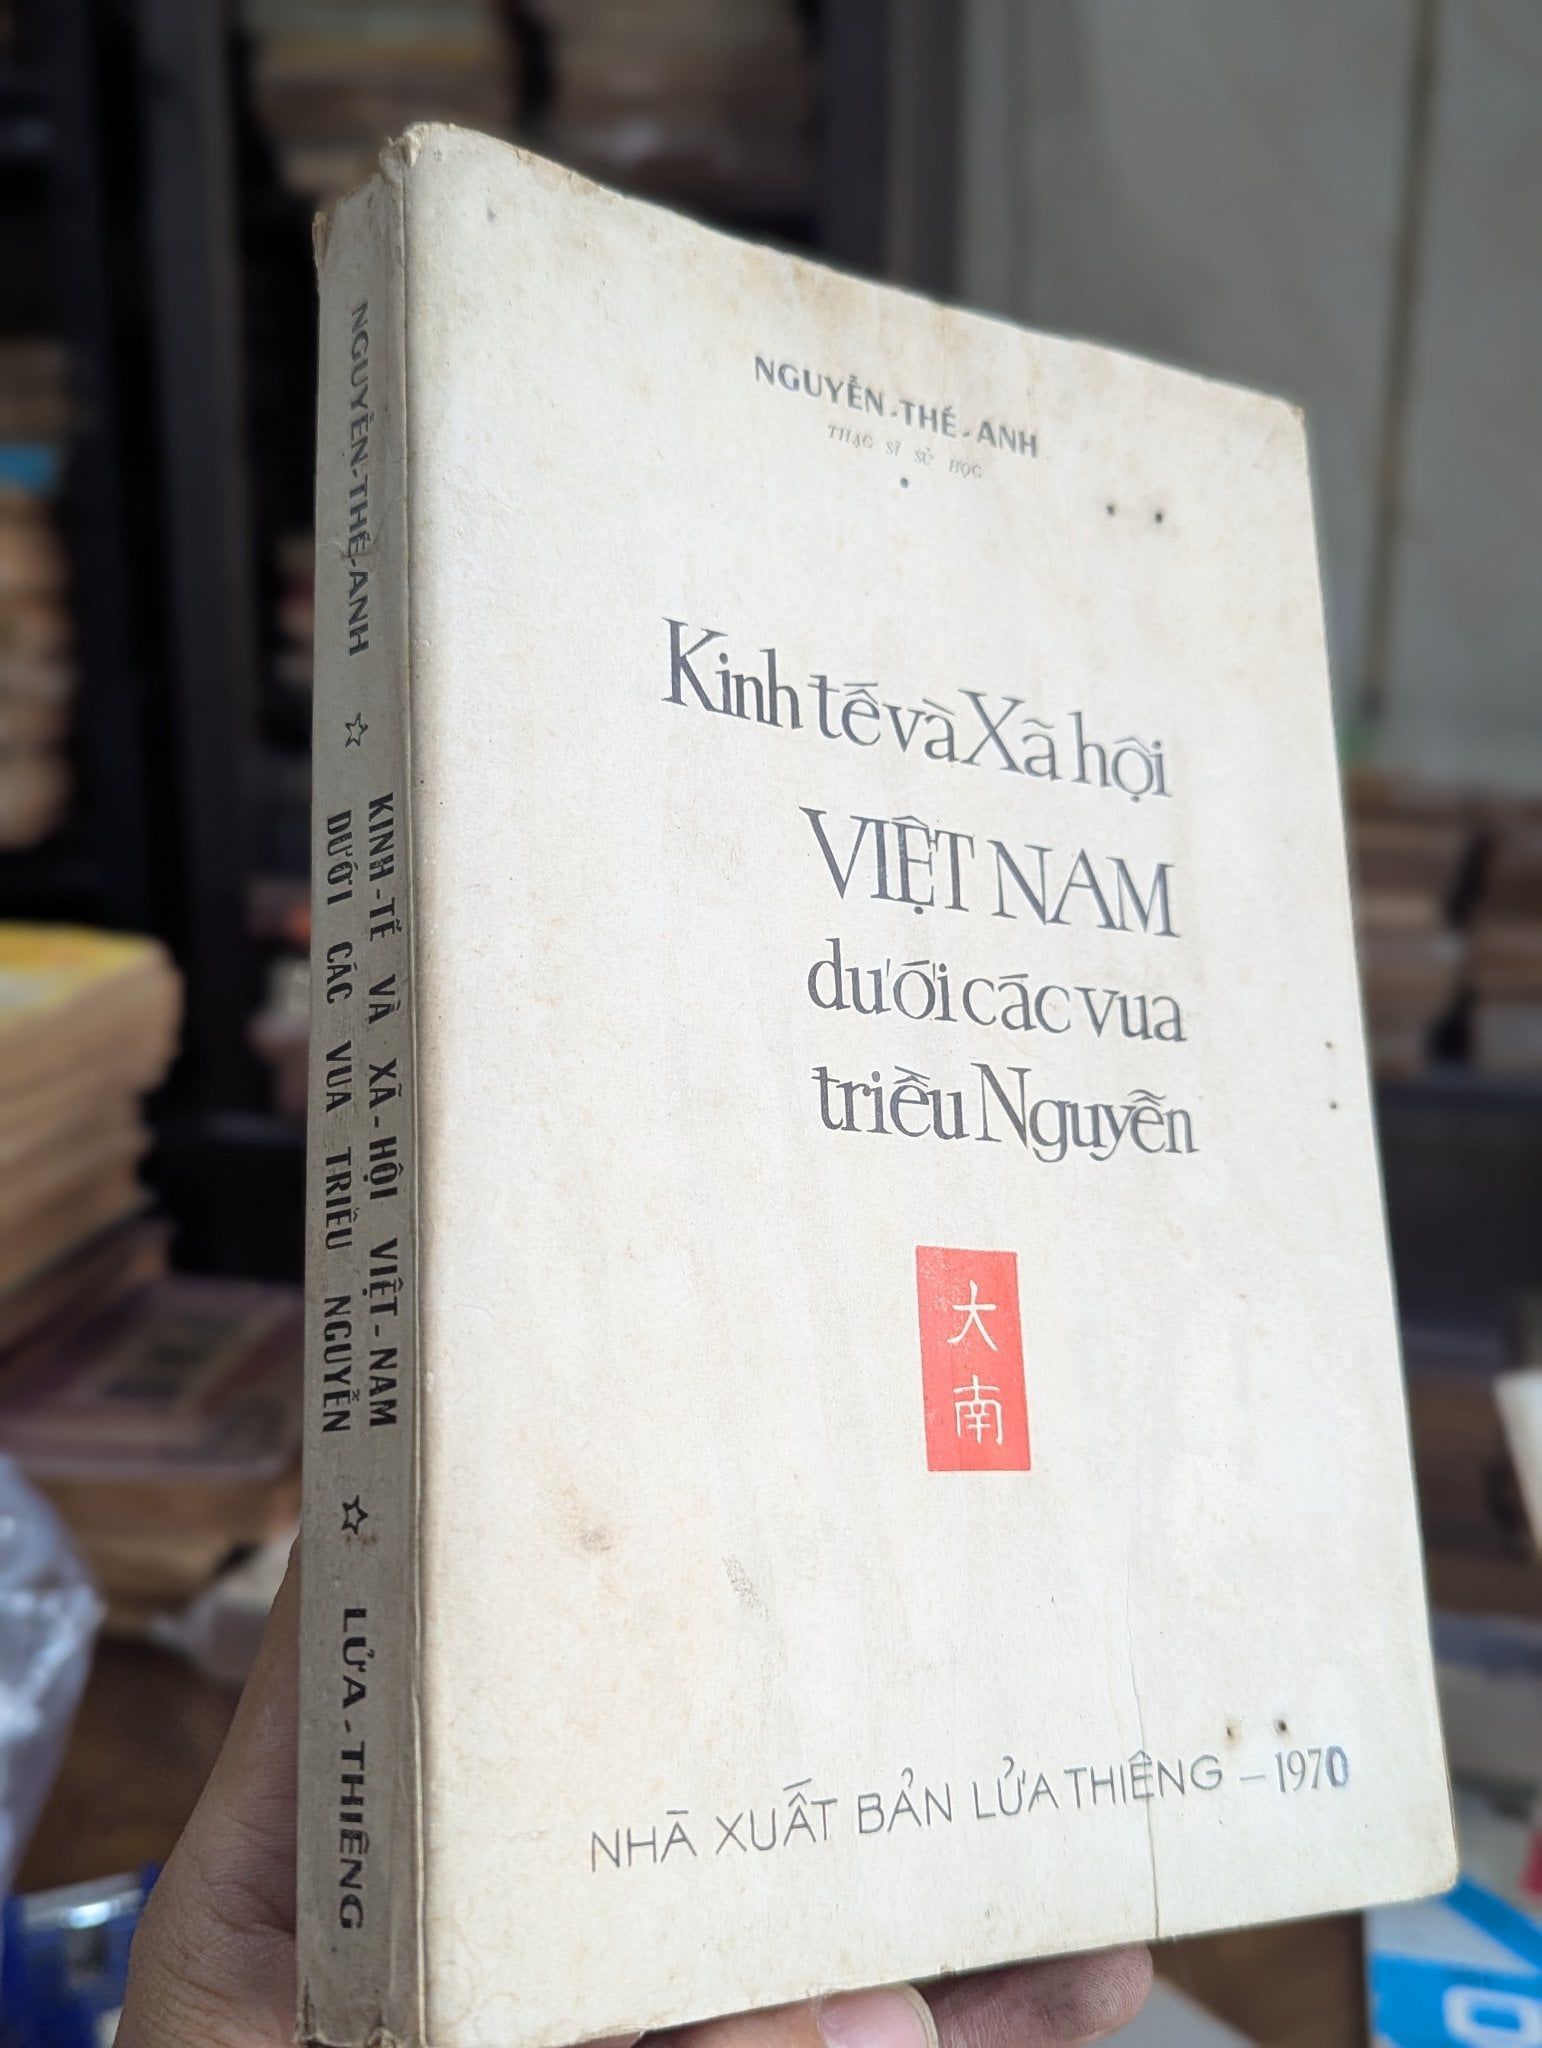 NGUYỄN-THẾ-ANH
THẠC SĨ SỬ HỌC
Kinh tế và Xã hội
VIỆT NAM
dưới các vua
triều Nguyễn
大
南
NHÀ XUẤT BẢN LỬA THIÊNG – 1970
NGUYỄN-THẾ-ANH ☆ KINH-TẾ VÀ XÃ-HỘI VIỆT-NAM
DƯỚI CÁC VUA TRIỀU NGUYỄN ☆ LỬA-THIÊNG